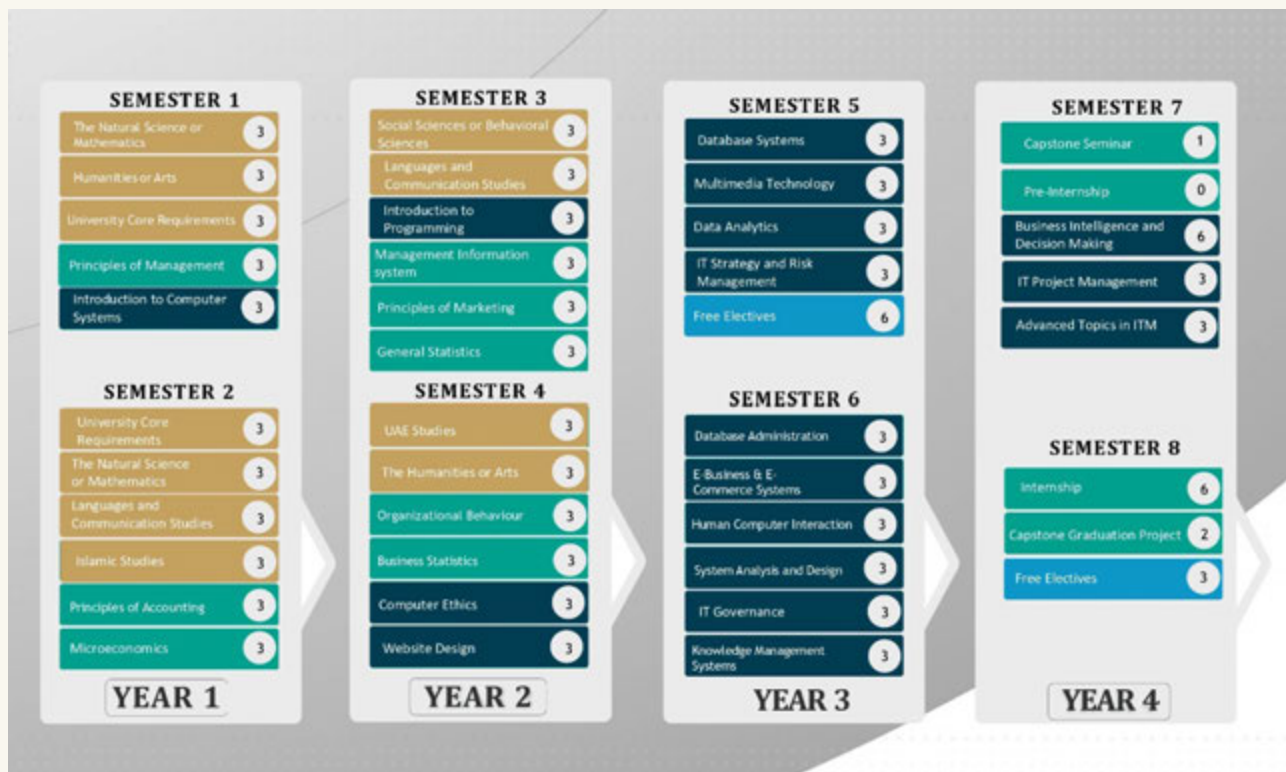 SEMESTER 1
The Natural Science or
Mathematics
3
Humanities or Arts
3
University Core Requirements
3
Principles of Management
3
Introduction to Computer
Systems
3
SEMESTER 2
University Core
Requirements
3
The Natural Science
or Mathematics
3
Languages and
Communication Studies
3
Islamic Studies
3
Principles of Accounting
3
Microeconomics
3
YEAR 1
SEMESTER 3
Social Sciences or Behavioral
Sciences
3
Languages and
Communication Studies
3
Introduction to
Programming
3
Management Information
system
3
Principles of Marketing
3
General Statistics
3
SEMESTER 4
UAE Studies
3
The Humanities or Arts
3
Organizational Behaviour
3
Business Statistics
3
Computer Ethics
3
Website Design
3
YEAR 2
SEMESTER 5
Database Systems
3
Multimedia Technology
3
Data Analytics
3
IT Strategy and Risk
Management
3
Free Electives
6
SEMESTER 6
Database Administration
3
E-Business & E-
Commerce Systems
3
Human Computer Interaction
3
System Analysis and Design
3
IT Governance
3
Knowledge Management
Systems
3
YEAR 3
SEMESTER 7
Capstone Seminar
1
Pre-Internship
0
Business Intelligence and
Decision Making
6
IT Project Management
3
Advanced Topics in ITM
3
SEMESTER 8
Internship
6
Capstone Graduation Project
2
Free Electives
3
YEAR 4